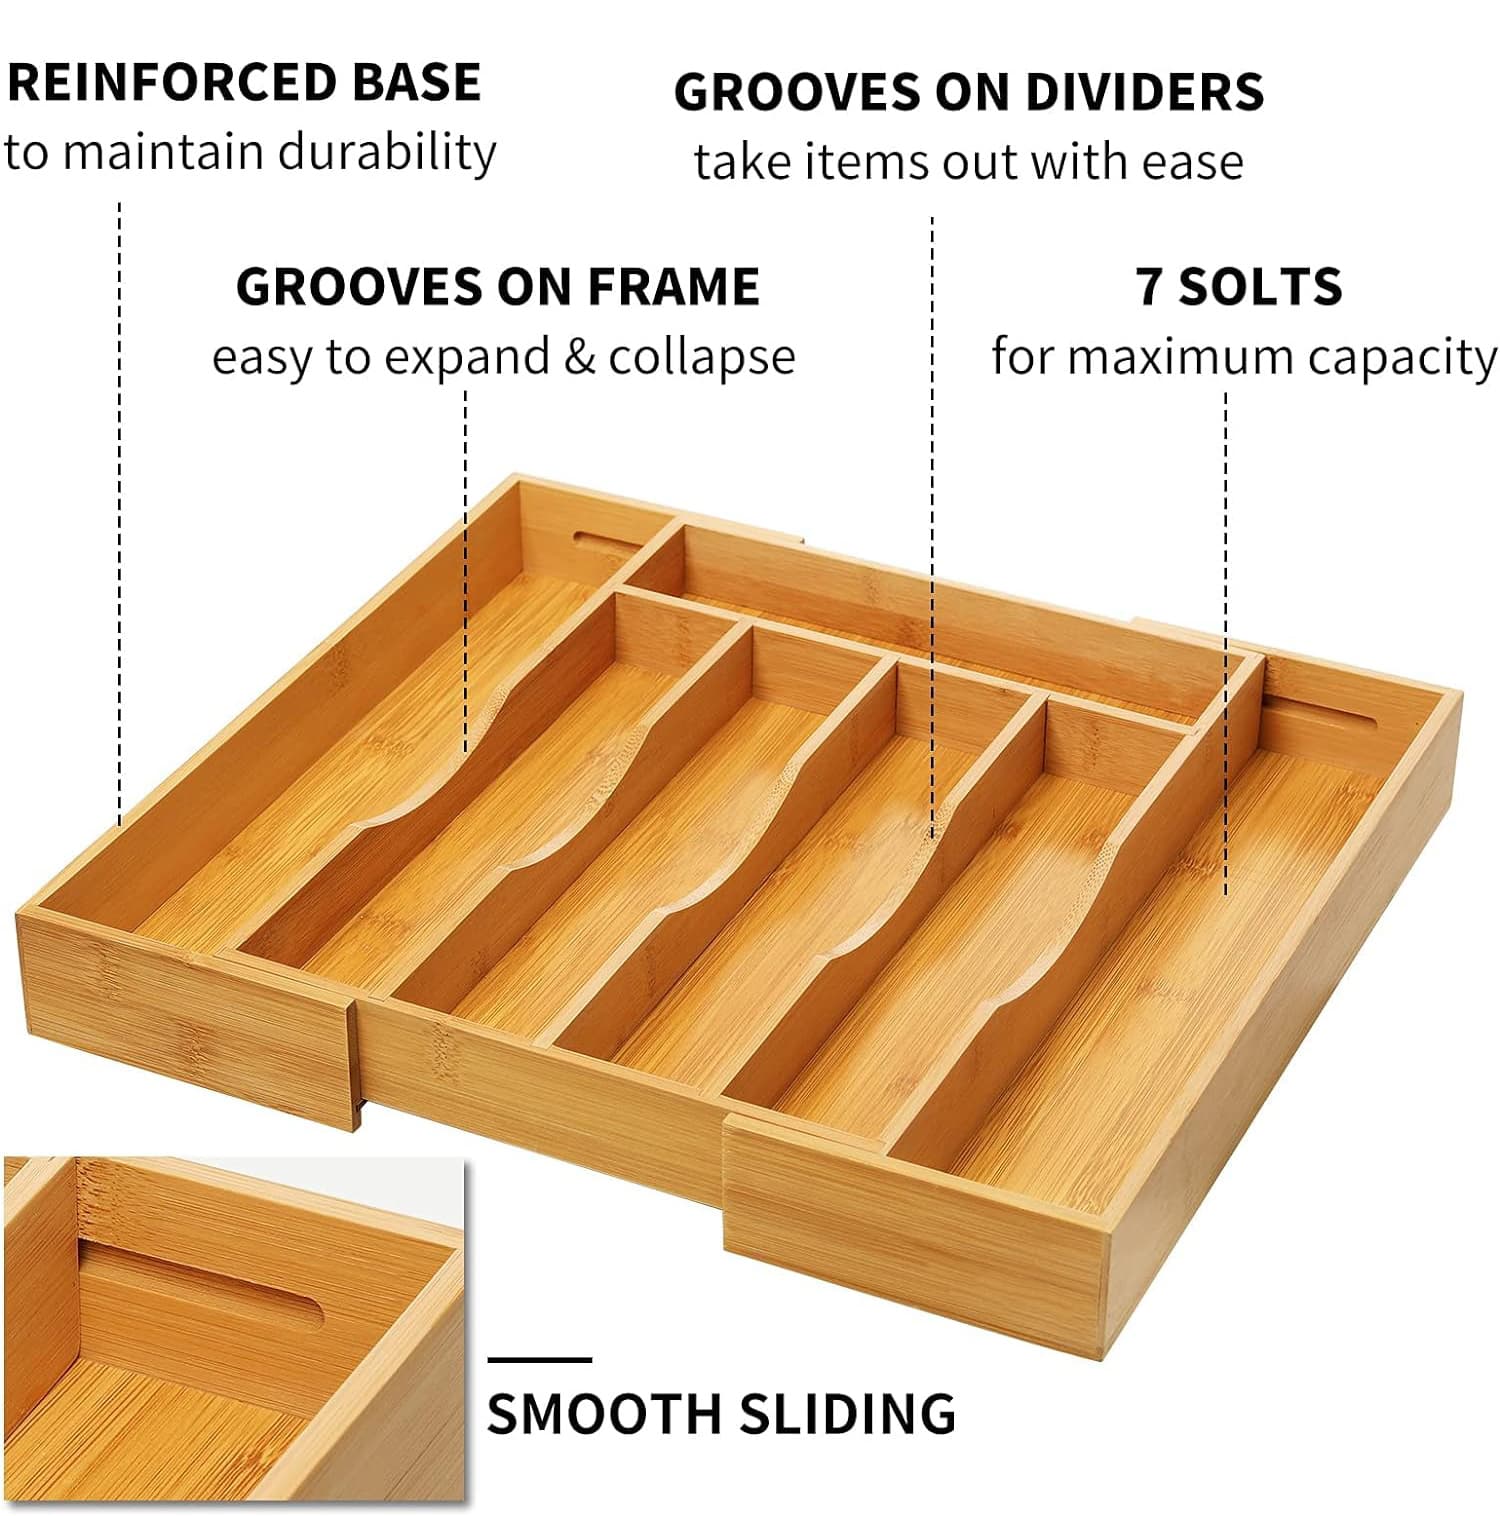 REINFORCED BASE
to maintain durability
GROOVES ON DIVIDERS
take items out with ease
GROOVES ON FRAME
easy to expand & collapse
7 SOLTS
for maximum capacity
SMOOTH SLIDING